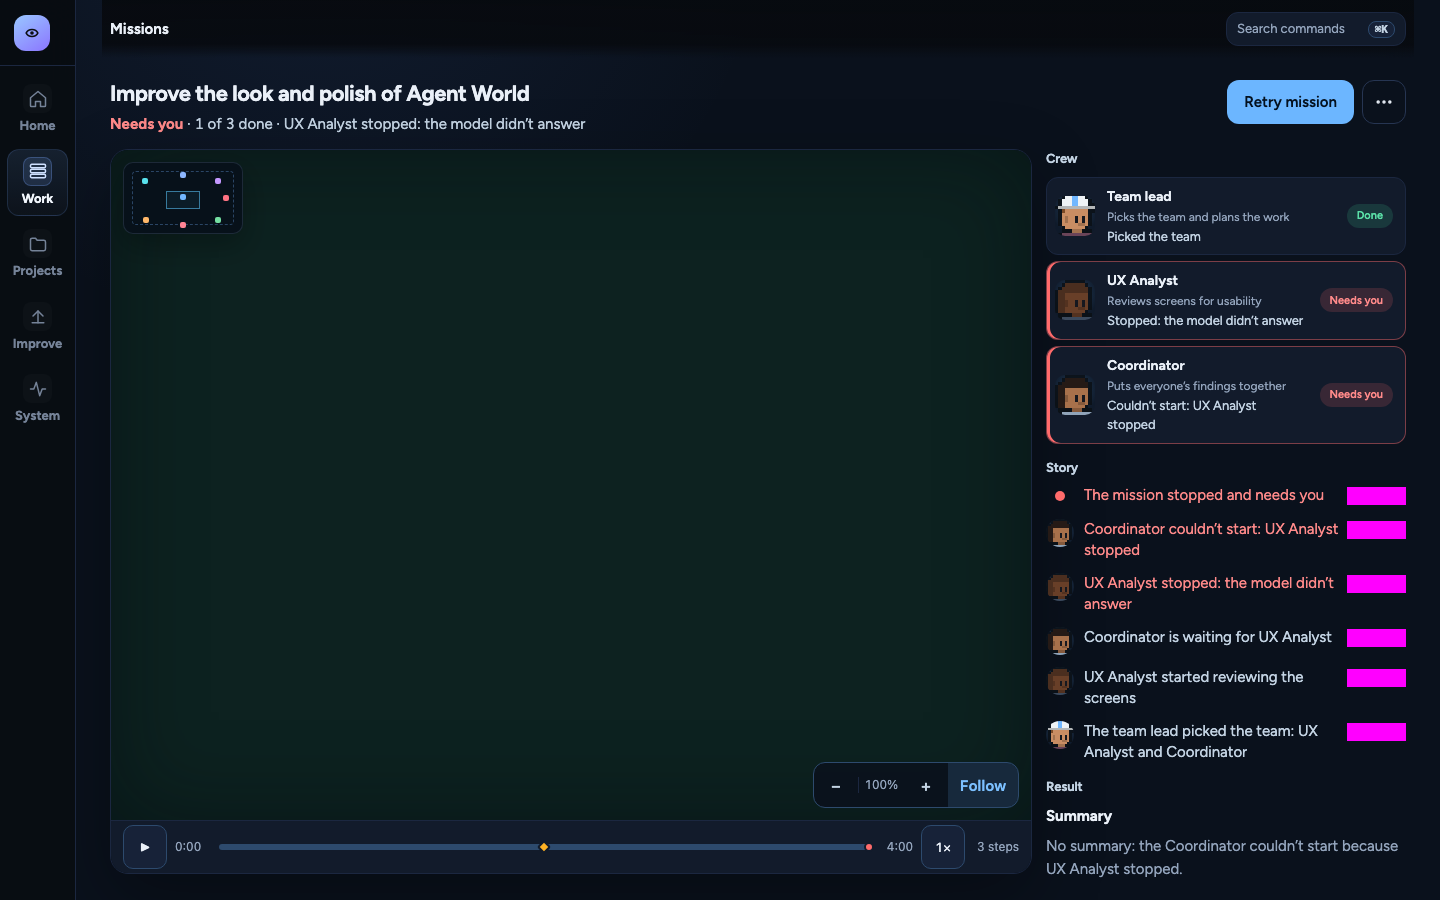 Missions
Search commands ⌘K
Home
Work
Projects
Improve
System
Improve the look and polish of Agent World
Needs you · 1 of 3 done · UX Analyst stopped: the model didn’t answer
Retry mission
100%
Follow
0:00
4:00
1×
3 steps
Crew
Team lead
Picks the team and plans the work
Picked the team
Done
UX Analyst
Reviews screens for usability
Stopped: the model didn’t answer
Needs you
Coordinator
Puts everyone’s findings together
Couldn’t start: UX Analyst
stopped
Needs you
Story
The mission stopped and needs you
Coordinator couldn’t start: UX Analyst
stopped
UX Analyst stopped: the model didn’t
answer
Coordinator is waiting for UX Analyst
UX Analyst started reviewing the
screens
The team lead picked the team: UX
Analyst and Coordinator
Result
Summary
No summary: the Coordinator couldn’t start because
UX Analyst stopped.